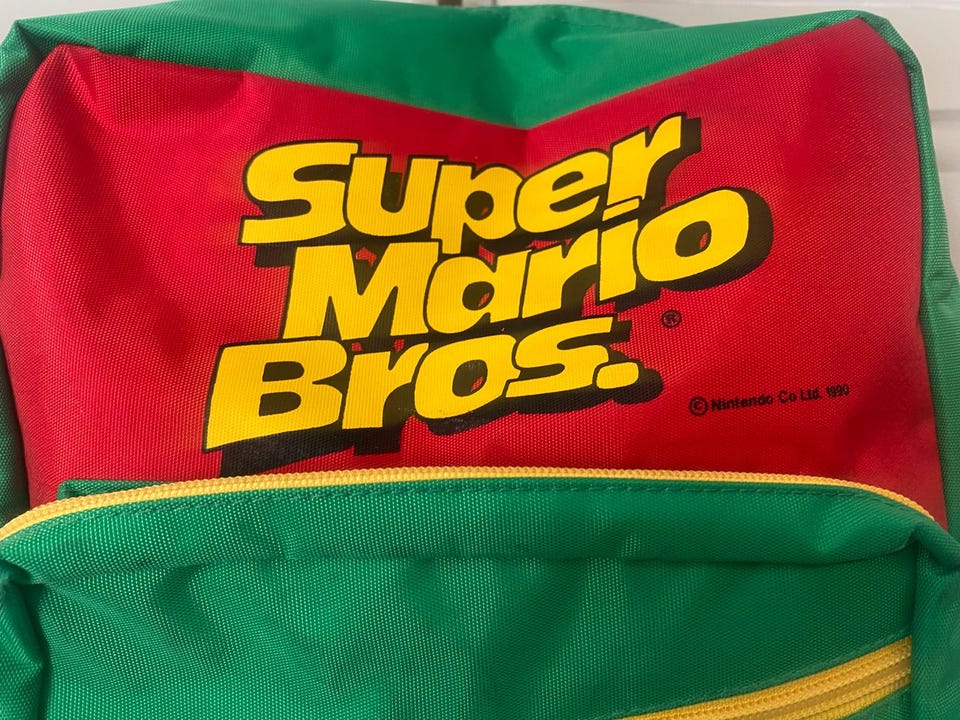 Super
Mario
Bros.
®
© Nintendo Co Ltd. 1990